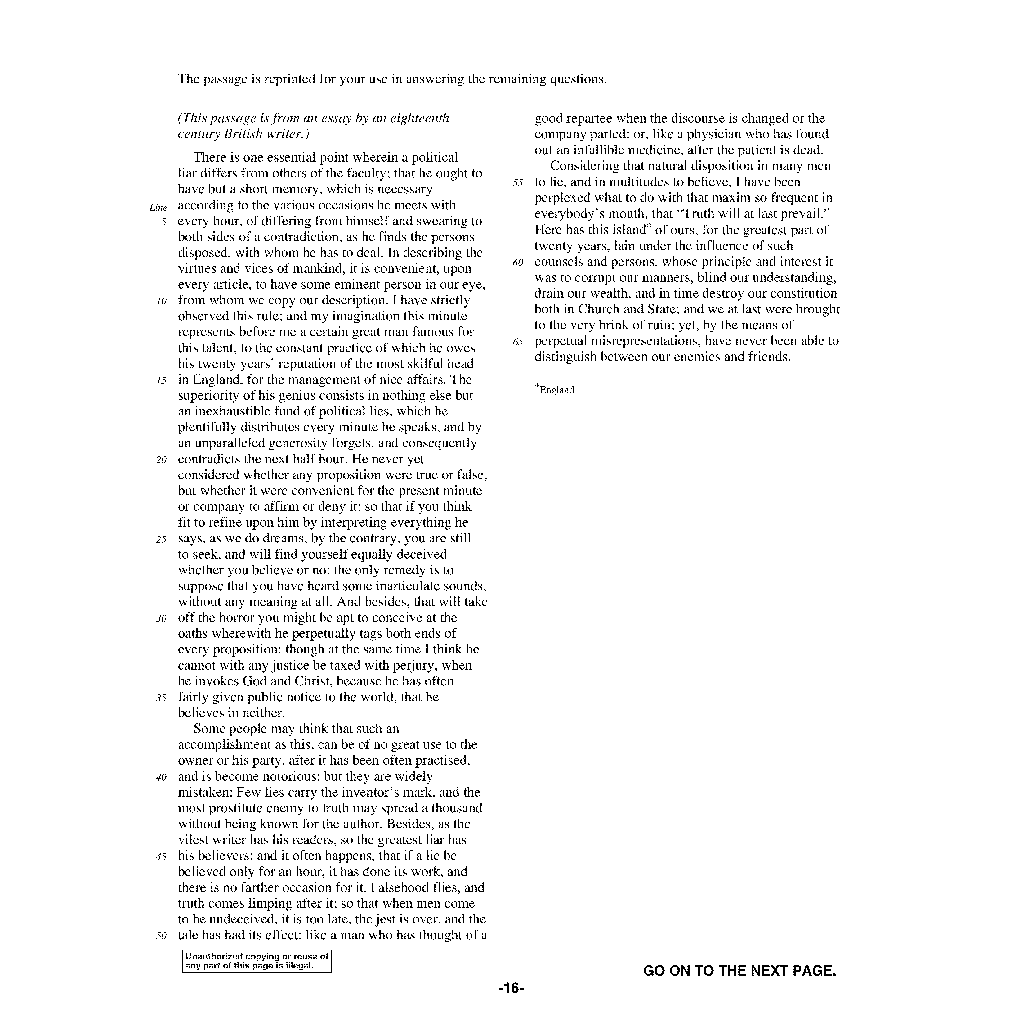 The passage is reprinted for your use in answering the remaining questions.
(This passage is from an essay by an eighteenth
century British writer.)
There is one essential point wherein a political
liar differs from others of the faculty; that he ought to
have but a short memory, which is necessary
Line according to the various occasions he meets with
5 every hour, of differing from himself and swearing to
both sides of a contradiction, as he finds the persons
disposed, with whom he has to deal. In describing the
virtues and vices of mankind, it is convenient, upon
every article, to have some eminent person in our eye,
10 from whom we copy our description. I have strictly
observed this rule; and my imagination this minute
represents before me a certain great man famous for
this talent, to the constant practice of which he owes
his twenty years' reputation of the most skilful head
15 in England, for the management of nice affairs. The
superiority of his genius consists in nothing else but
an inexhaustible fund of political lies, which he
plentifully distributes every minute he speaks, and by
an unparalleled generosity forgets, and consequently
20 contradicts the next half hour. He never yet
considered whether any proposition were true or false,
but whether it were convenient for the present minute
or company to affirm or deny it; so that if you think
fit to refine upon him by interpreting everything he
25 says, as we do dreams, by the contrary, you are still
to seek, and will find yourself equally deceived
whether you believe or no: the only remedy is to
suppose that you have heard some inarticulate sounds,
without any meaning at all. And besides, that will take
30 off the horror you might be apt to conceive at the
oaths wherewith he perpetually tags both ends of
every proposition; though at the same time I think he
cannot with any justice be taxed with perjury, when
he invokes God and Christ, because he has often
35 fairly given public notice to the world, that he
believes in neither.
Some people may think that such an
accomplishment as this, can be of no great use to the
owner or his party, after it has been often practised,
40 and is become notorious; but they are widely
mistaken: Few lies carry the inventor's mark, and the
most prostitute enemy to truth may spread a thousand
without being known for the author. Besides, as the
vilest writer has his readers, so the greatest liar has
45 his believers; and it often happens, that if a lie be
believed only for an hour, it has done its work, and
there is no farther occasion for it. Falsehood flies, and
truth comes limping after it; so that when men come
to be undeceived, it is too late, the jest is over, and the
50 tale has had its effect: like a man who has thought of a
good repartee when the discourse is changed or the
company parted; or, like a physician who has found
out an infallible medicine, after the patient is dead.
Considering that natural disposition in many men
55 to lie, and in multitudes to believe, I have been
perplexed what to do with that maxim so frequent in
everybody's mouth, that “Truth will at last prevail.”
Here has this island* of ours, for the greatest part of
twenty years, lain under the influence of such
60 counsels and persons, whose principle and interest it
was to corrupt our manners, blind our understanding,
drain our wealth, and in time destroy our constitution
both in Church and State; and we at last were brought
to the very brink of ruin; yet, by the means of
65 perpetual misrepresentations, have never been able to
distinguish between our enemies and friends.
*England
Unauthorized copying or reuse of
any part of this page is illegal.
GO ON TO THE NEXT PAGE.
-16-